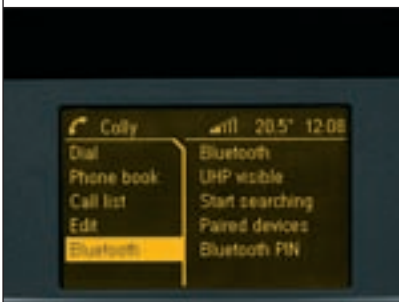 Colly 20.5° 12:08
Dial
Phone book
Call list
Edit
Bluetooth
Bluetooth
UHP visible
Start searching
Paired devices
Bluetooth PIN